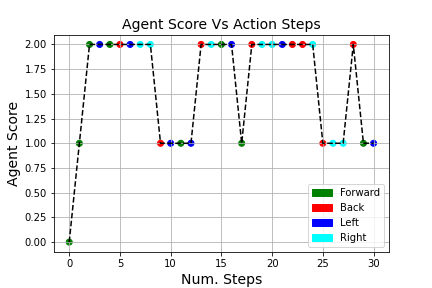 Agent Score Vs Action Steps
2.00
1.75
1.50
1.25
1.00
0.75
0.50
0.25
0.00
Agent Score
Forward
Back
Left
Right
0 5 10 15 20 25 30
Num. Steps